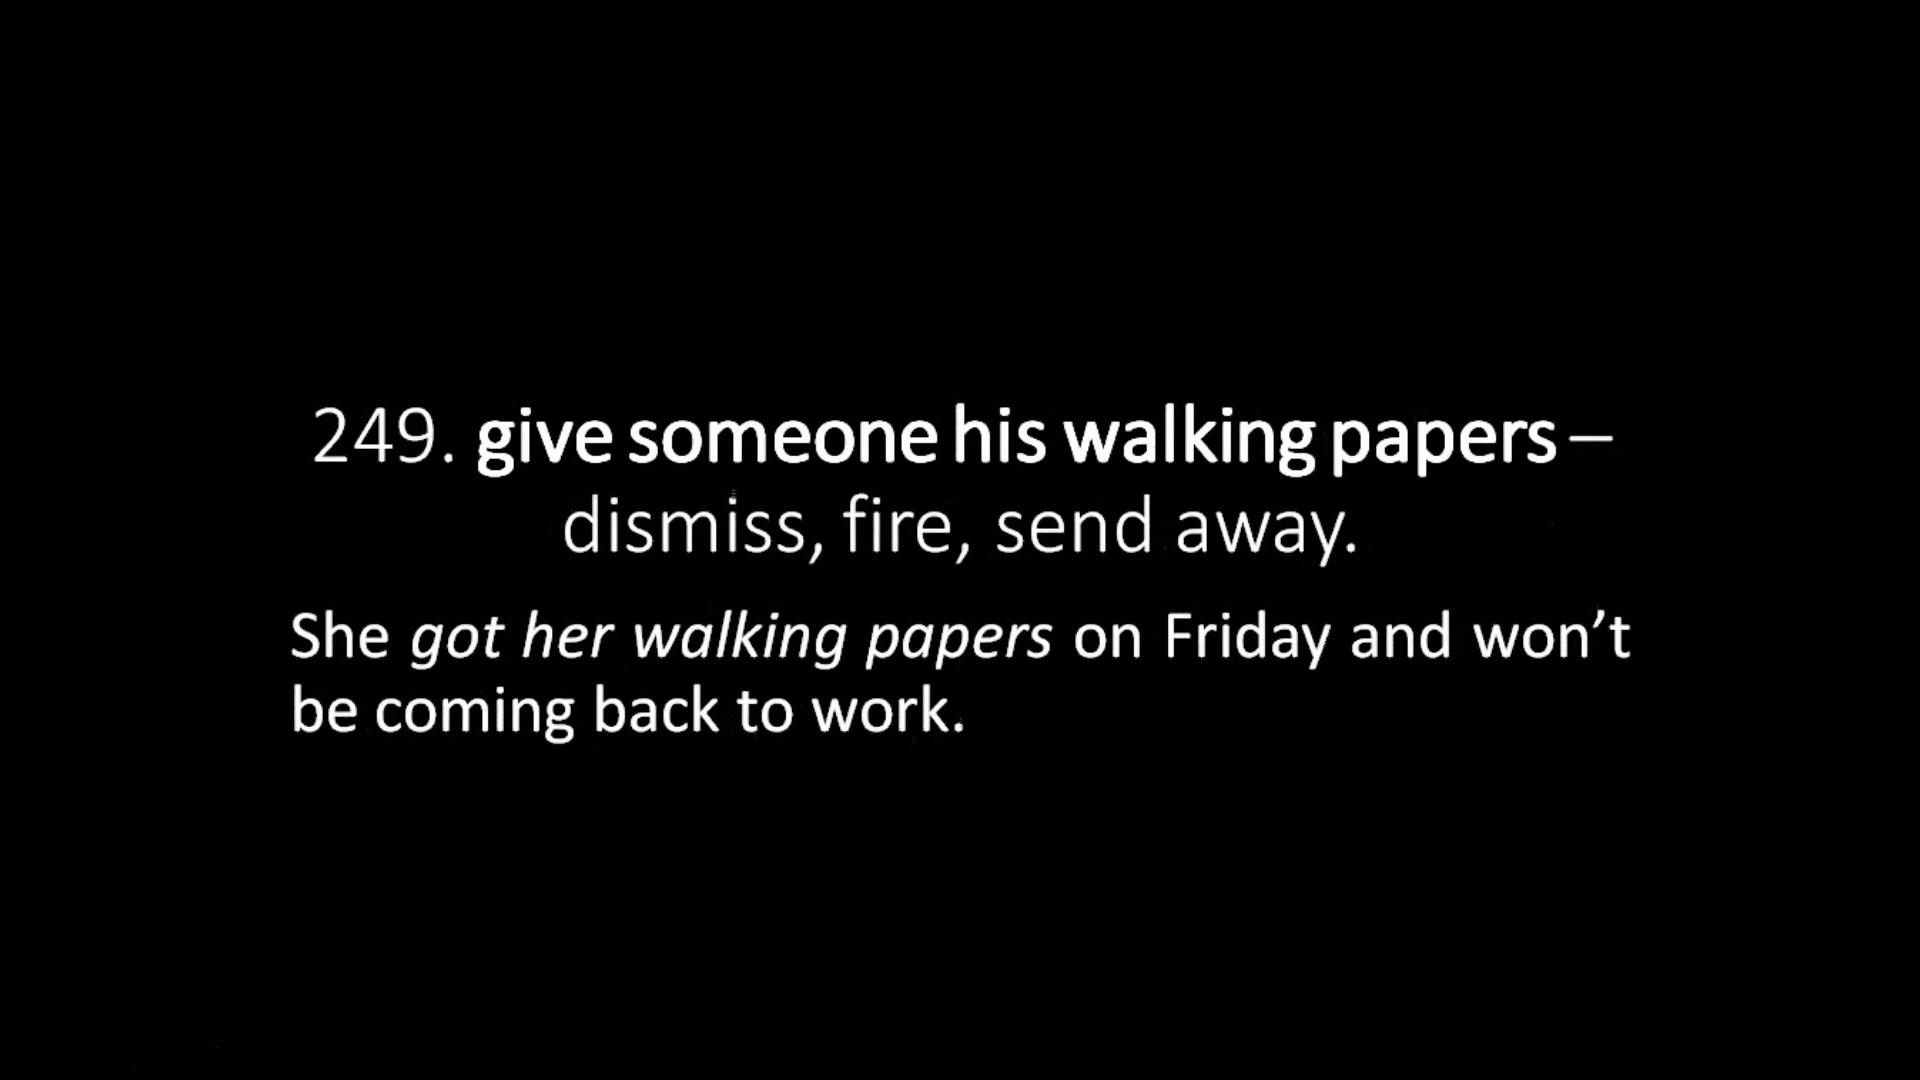 249. give someone his walking papers –
dismiss, fire, send away.
She got her walking papers on Friday and won’t
be coming back to work.